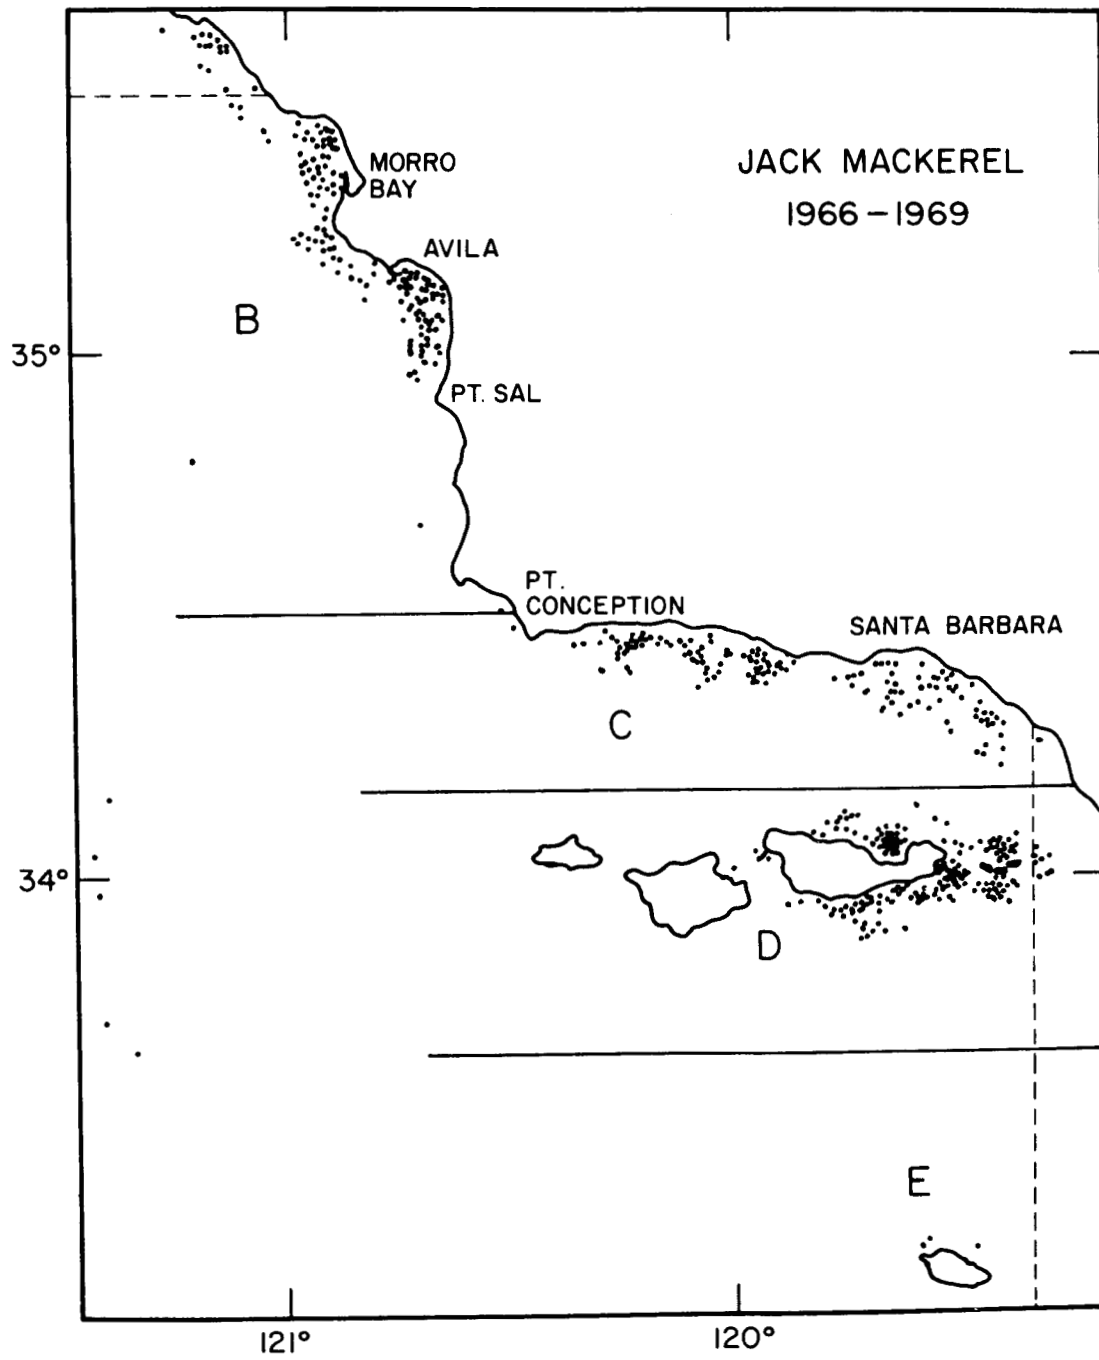 JACK MACKEREL
1966–1969
MORRO
BAY
AVILA
B
35°
PT. SAL
PT.
CONCEPTION
SANTA BARBARA
C
34°
D
E
121°
120°